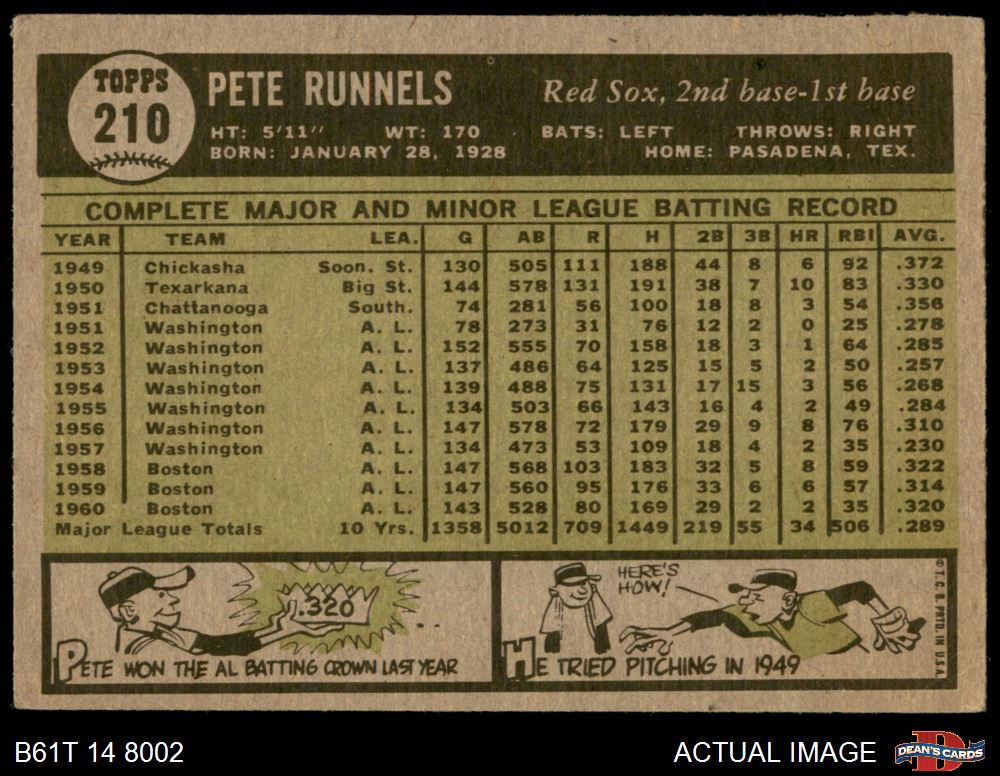 TOPPS
210
PETE RUNNELS
Red Sox, 2nd base-1st base
HT: 5'11" WT: 170 BATS: LEFT THROWS: RIGHT
BORN: JANUARY 28, 1928 HOME: PASADENA, TEX.
COMPLETE MAJOR AND MINOR LEAGUE BATTING RECORD
YEAR TEAM LEA. G AB R H 2B 3B HR RBI AVG.
1949 Chickasha Soon. St. 130 505 111 188 44 8 6 92 .372
1950 Texarkana Big St. 144 578 131 191 38 7 10 83 .330
1951 Chattanooga South. 74 281 56 100 18 8 3 54 .356
1951 Washington A. L. 78 273 31 76 12 2 0 25 .278
1952 Washington A. L. 152 555 70 158 18 3 1 64 .285
1953 Washington A. L. 137 486 64 125 15 5 2 50 .257
1954 Washington A. L. 139 488 75 131 17 15 3 56 .268
1955 Washington A. L. 134 503 66 143 16 4 2 49 .284
1956 Washington A. L. 147 578 72 179 29 9 8 76 .310
1957 Washington A. L. 134 473 53 109 18 4 2 35 .230
1958 Boston A. L. 147 568 103 183 32 5 8 59 .322
1959 Boston A. L. 147 560 95 176 33 6 6 57 .314
1960 Boston A. L. 143 528 80 169 29 2 2 35 .320
Major League Totals 10 Yrs. 1358 5012 709 1449 219 55 34 506 .289
.320
PETE WON THE AL BATTING CROWN LAST YEAR
HERE'S
HOW!
HE TRIED PITCHING IN 1949
© T. C. G. PRTD. IN U.S.A.
B61T 14 8002
ACTUAL IMAGE
D
DEAN'S CARDS